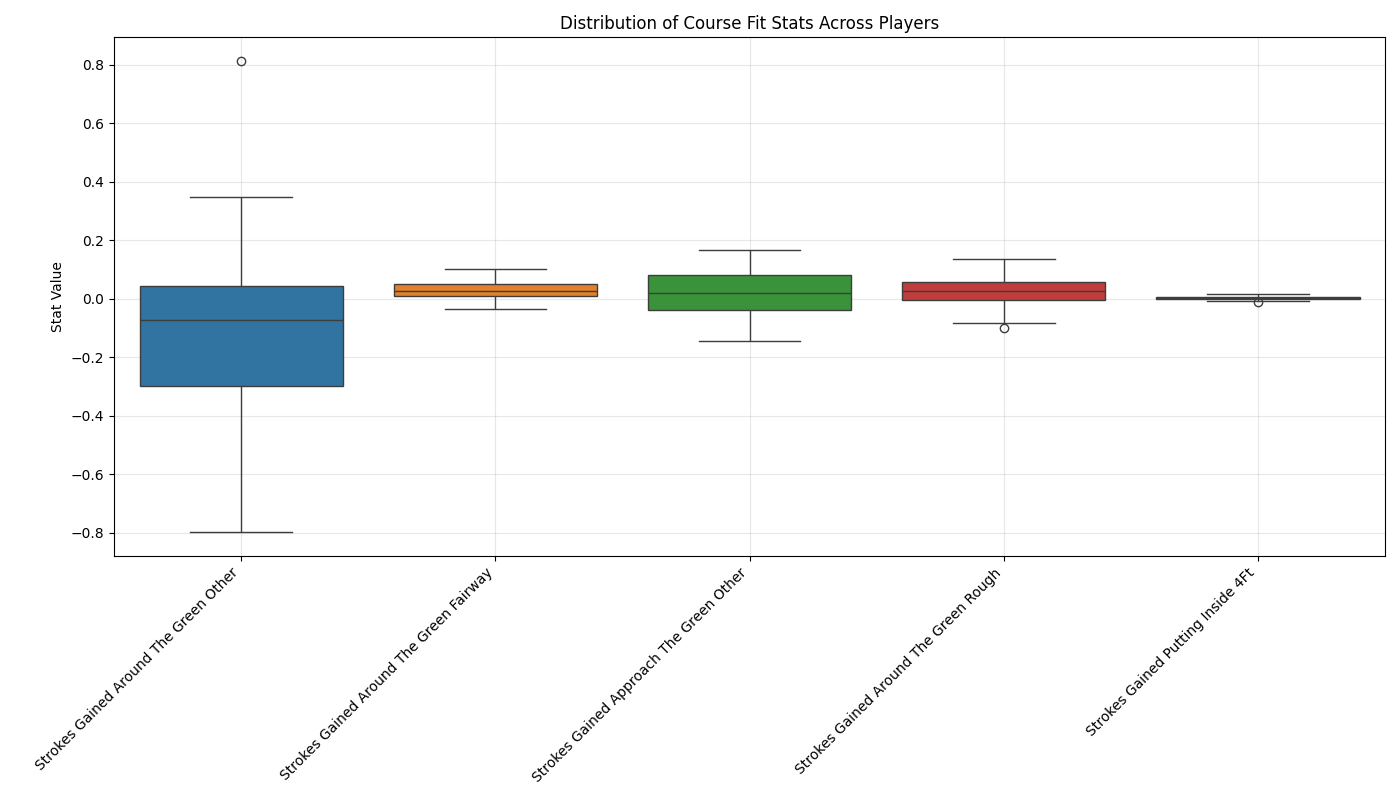 Distribution of Course Fit Stats Across Players
Stat Value
0.8
0.6
0.4
0.2
0.0
−0.2
−0.4
−0.6
−0.8
Strokes Gained Around The Green Other
Strokes Gained Around The Green Fairway
Strokes Gained Approach The Green Other
Strokes Gained Around The Green Rough
Strokes Gained Putting Inside 4Ft